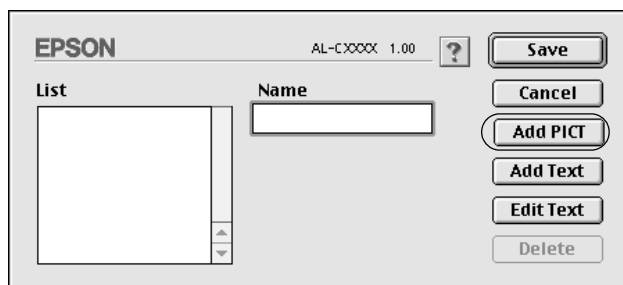 EPSON
AL-CXXXX 1.00
?
Save
List
Name
Cancel
Add PICT
Add Text
Edit Text
Delete